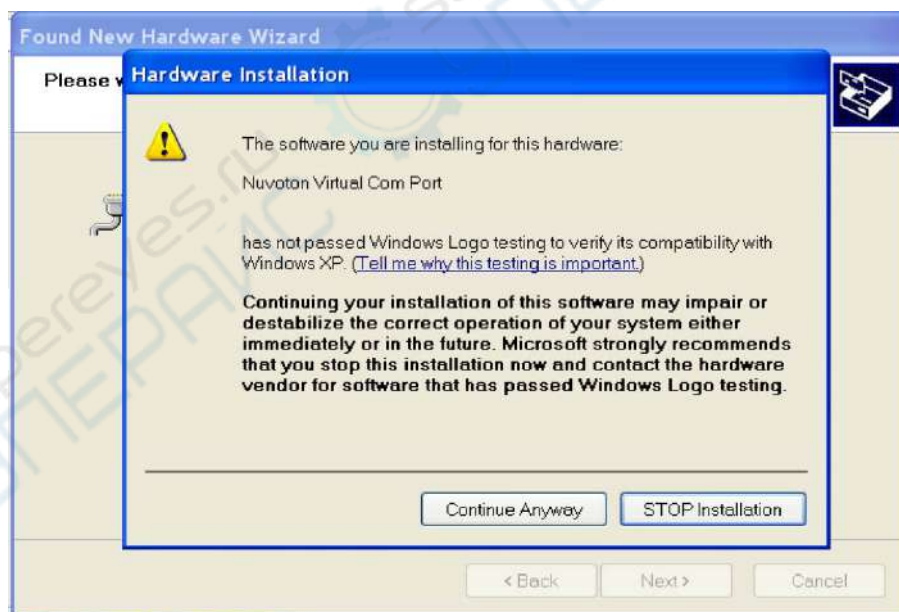 Found New Hardware Wizard
Please w
Hardware Installation
The software you are installing for this hardware:
Nuvoton Virtual Com Port
has not passed Windows Logo testing to verify its compatibility with
Windows XP. (Tell me why this testing is important.)
Continuing your installation of this software may impair or
destabilize the correct operation of your system either
immediately or in the future. Microsoft strongly recommends
that you stop this installation now and contact the hardware
vendor for software that has passed Windows Logo testing.
Continue Anyway
STOP Installation
< Back
Next >
Cancel